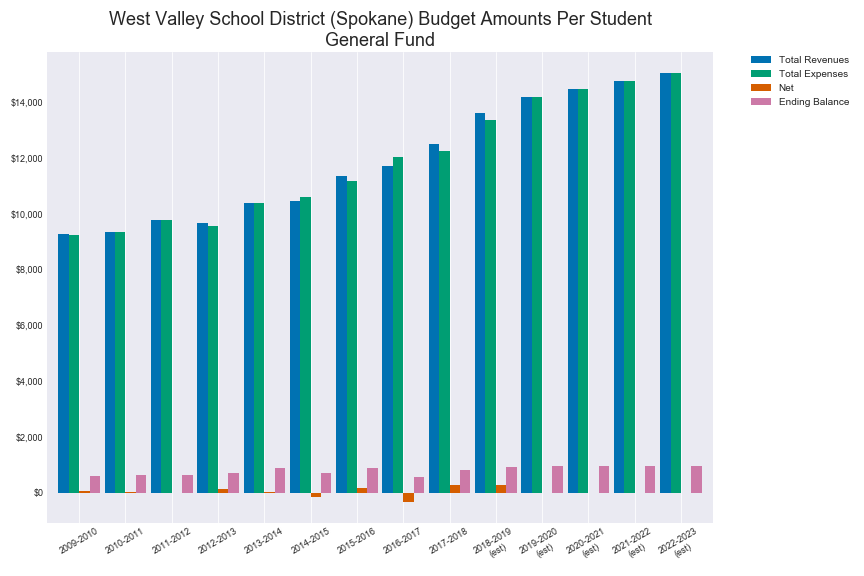 West Valley School District (Spokane) Budget Amounts Per Student
General Fund
Total Revenues
Total Expenses
Net
Ending Balance
$14,000
$12,000
$10,000
$8,000
$6,000
$4,000
$2,000
$0
2009-2010
2010-2011
2011-2012
2012-2013
2013-2014
2014-2015
2015-2016
2016-2017
2017-2018
2018-2019
(est)
2019-2020
(est)
2020-2021
(est)
2021-2022
(est)
2022-2023
(est)